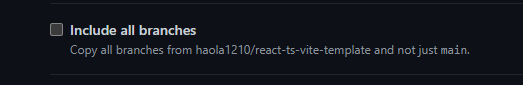 Include all branches
Copy all branches from haola1210/react-ts-vite-template and not just main.